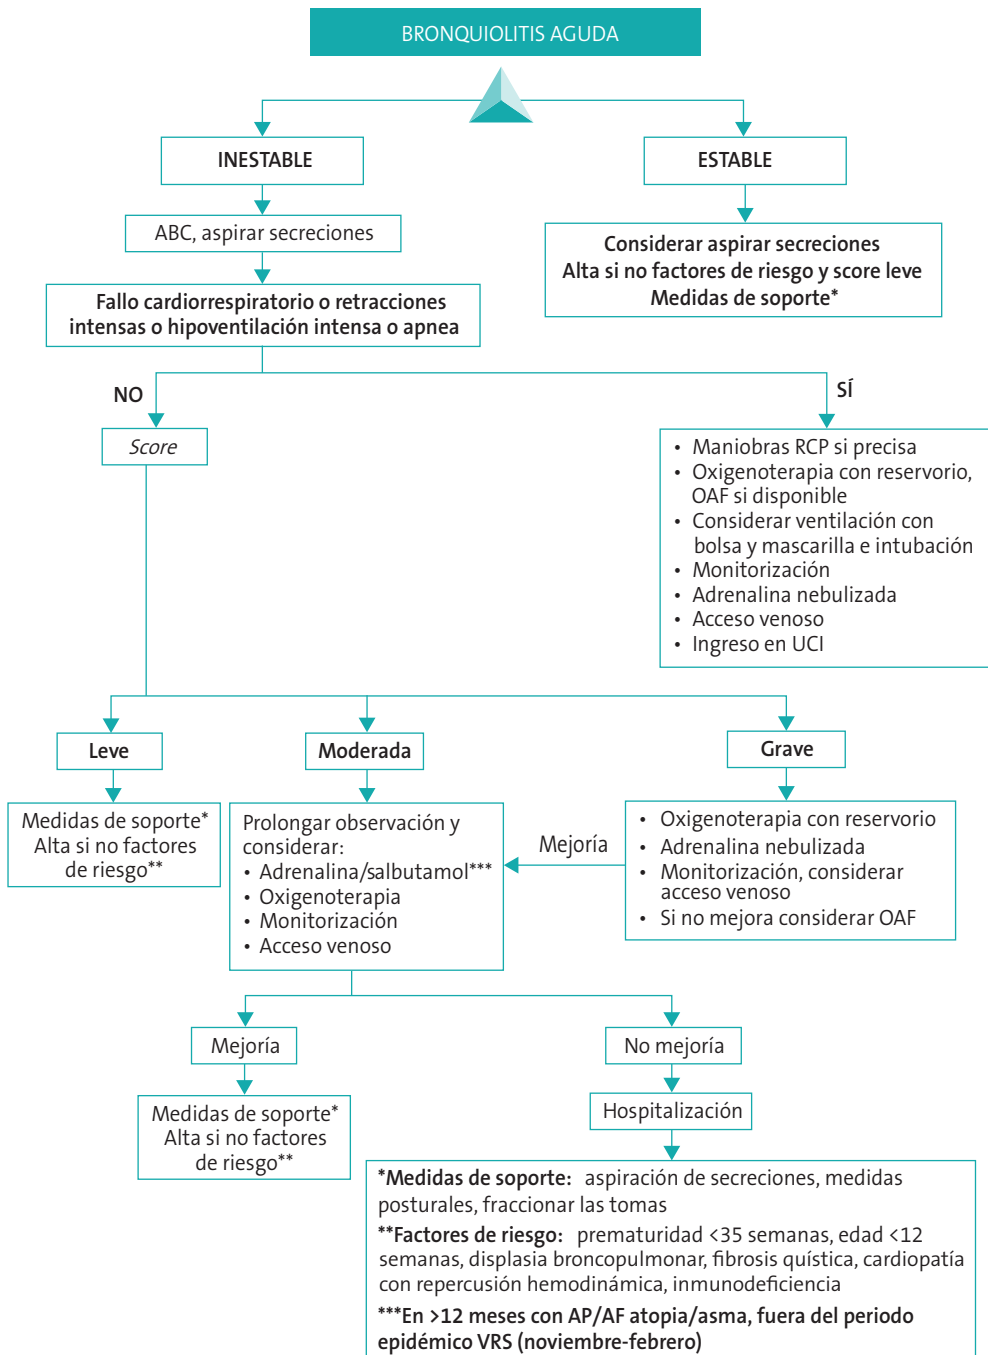 BRONQUIOLITIS AGUDA
INESTABLE
ESTABLE
ABC, aspirar secreciones
Considerar aspirar secreciones
Alta si no factores de riesgo y score leve
Medidas de soporte*
Fallo cardiorrespiratorio o retracciones
intensas o hipoventilación intensa o apnea
NO
SÍ
Score
• Maniobras RCP si precisa
• Oxigenoterapia con reservorio,
OAF si disponible
• Considerar ventilación con
bolsa y mascarilla e intubación
• Monitorización
• Adrenalina nebulizada
• Acceso venoso
• Ingreso en UCI
Leve
Moderada
Grave
Medidas de soporte*
Alta si no factores
de riesgo**
Prolongar observación y
considerar:
• Adrenalina/salbutamol***
• Oxigenoterapia
• Monitorización
• Acceso venoso
Mejoría
• Oxigenoterapia con reservorio
• Adrenalina nebulizada
• Monitorización, considerar
acceso venoso
• Si no mejora considerar OAF
Mejoría
No mejoría
Medidas de soporte*
Alta si no factores
de riesgo**
Hospitalización
*Medidas de soporte: aspiración de secreciones, medidas
posturales, fraccionar las tomas
**Factores de riesgo: prematuridad <35 semanas, edad <12
semanas, displasia broncopulmonar, fibrosis quística, cardiopatía
con repercusión hemodinámica, inmunodeficiencia
***En >12 meses con AP/AF atopia/asma, fuera del periodo
epidémico VRS (noviembre-febrero)